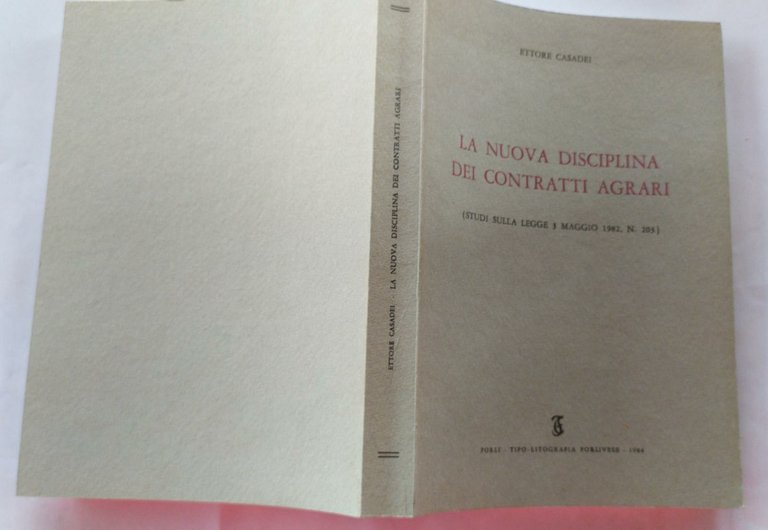 ETTORE CASADEI - LA NUOVA DISCIPLINA DEI CONTRATTI AGRARI
ETTORE CASADEI
LA NUOVA DISCIPLINA
DEI CONTRATTI AGRARI
(STUDI SULLA LEGGE 3 MAGGIO 1982, N. 203)
FORLÌ - TIPO-LITOGRAFIA FORLIVESE - 1984